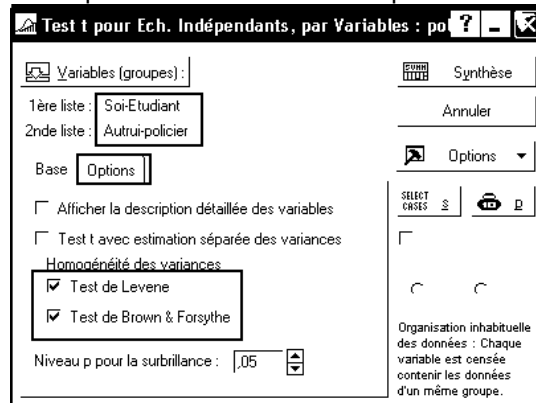 Test t pour Ech. Indépendants, par Variables : po
Variables (groupes) :
1ère liste : Soi-Etudiant
2nde liste : Autrui-policier
Base Options
Afficher la description détaillée des variables
Test t avec estimation séparée des variances
Homogénéité des variances
Test de Levene
Test de Brown & Forsythe
Niveau p pour la surbrillance : ,05
Synthèse
Annuler
Options
SELECT
CASES S
D
Organisation inhabituelle
des données : Chaque
variable est censée
contenir les données
d'un même groupe.